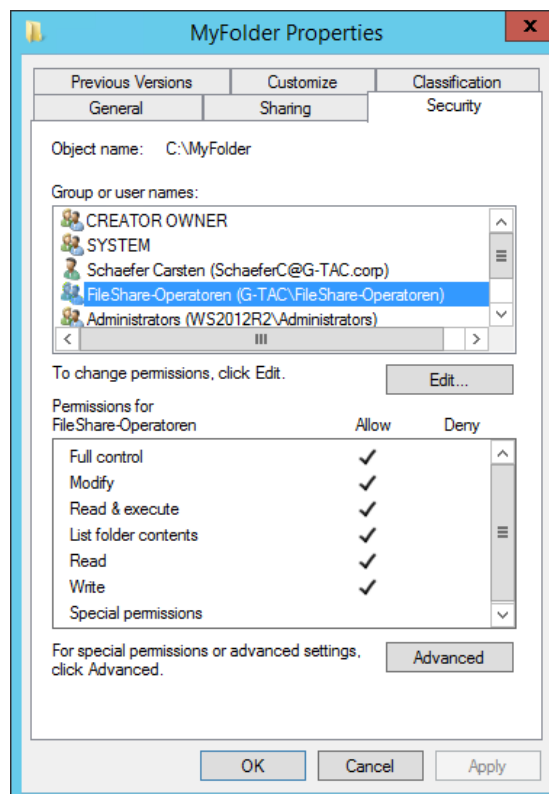 MyFolder Properties
x
Previous Versions
Customize
Classification
General
Sharing
Security
Object name: C:\MyFolder
Group or user names:
CREATOR OWNER
SYSTEM
Schaefer Carsten (SchaeferC@G-TAC.corp)
FileShare-Operatoren (G-TAC\FileShare-Operatoren)
Administrators (WS2012R2\Administrators)
To change permissions, click Edit.
Edit...
Permissions for
FileShare-Operatoren Allow Deny
Full control
Modify
Read & execute
List folder contents
Read
Write
Special permissions
For special permissions or advanced settings,
click Advanced.
Advanced
OK Cancel Apply